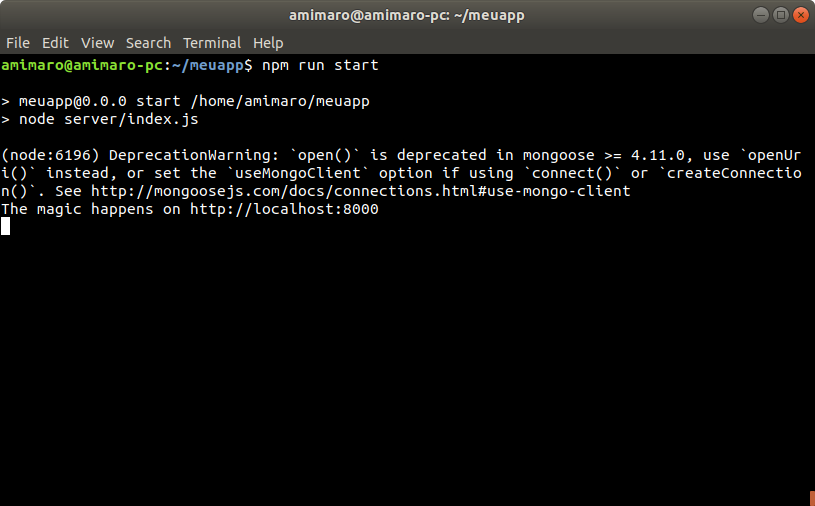 amimaro@amimaro-pc: ~/meuapp
File Edit View Search Terminal Help
amimaro@amimaro-pc:~/meuapp$ npm run start
> meuapp@0.0.0 start /home/amimaro/meuapp
> node server/index.js
(node:6196) DeprecationWarning: `open()` is deprecated in mongoose >= 4.11.0, use `openUr
i()` instead, or set the `useMongoClient` option if using `connect()` or `createConnectio
n()`. See http://mongoosejs.com/docs/connections.html#use-mongo-client
The magic happens on http://localhost:8000